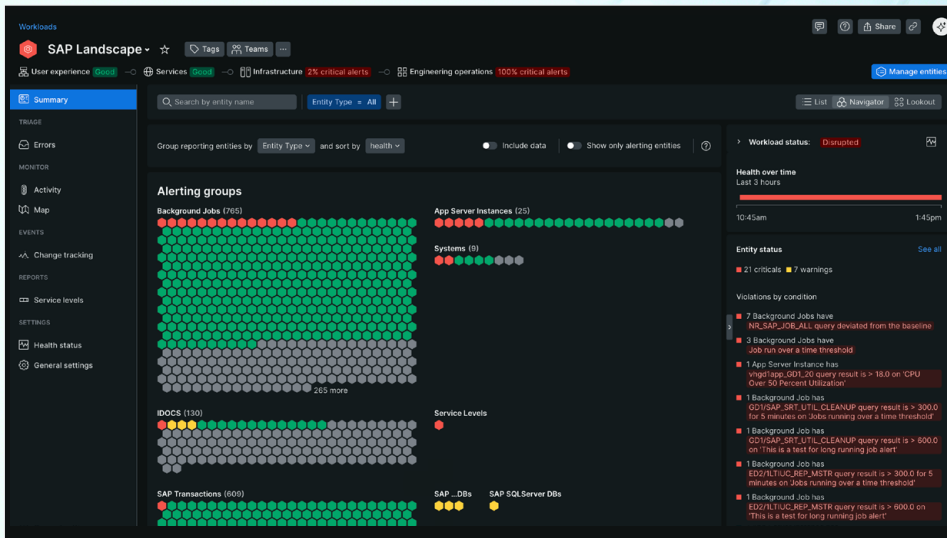 Workloads
SAP Landscape
Tags
Teams
...
Share
User experience Good
Services Good
Infrastructure 2% critical alerts
Engineering operations 100% critical alerts
Manage entities
Summary
TRIAGE
Errors
MONITOR
Activity
Map
EVENTS
Change tracking
REPORTS
Service levels
SETTINGS
Health status
General settings
Search by entity name
Entity Type = All
+
List
Navigator
Lookout
Group reporting entities by Entity Type and sort by health
Include data
Show only alerting entities
Alerting groups
Background Jobs (765)
265 more
App Server Instances (25)
Systems (9)
IDOCS (130)
Service Levels
SAP Transactions (609)
SAP ...DBs
SAP SQLServer DBs
Workload status: Disrupted
Health over time
Last 3 hours
10:45am
1:45pm
Entity status
See all
21 criticals
7 warnings
Violations by condition
7 Background Jobs have
NR_SAP_JOB_ALL query deviated from the baseline
3 Background Jobs have
Job run over a time threshold
1 App Server Instance has
vhgd1app_GD1_20 query result is > 18.0 on 'CPU
Over 50 Percent Utilization'
1 Background Job has
GD1/SAP_SRT_UTIL_CLEANUP query result is > 300.0
for 5 minutes on 'Jobs running over a time threshold'
1 Background Job has
GD1/SAP_SRT_UTIL_CLEANUP query result is > 600.0
on 'This is a test for long running job alert'
1 Background Job has
ED2/1LTIUC_REP_MSTR query result is > 300.0 for 5
minutes on 'Jobs running over a time threshold'
1 Background Job has
ED2/1LTIUC_REP_MSTR query result is > 600.0 on
'This is a test for long running job alert'